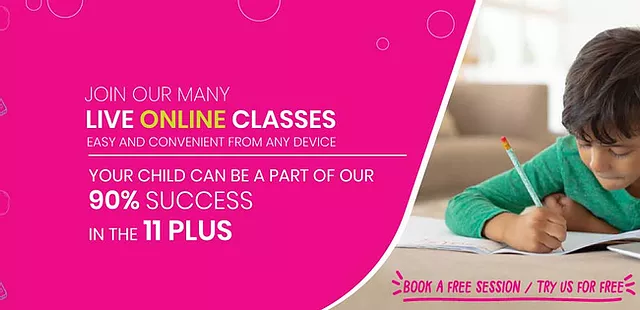 JOIN OUR MANY
LIVE ONLINE CLASSES
EASY AND CONVENIENT FROM ANY DEVICE
YOUR CHILD CAN BE A PART OF OUR
90% SUCCESS
IN THE 11 PLUS
BOOK A FREE SESSION / TRY US FOR FREE